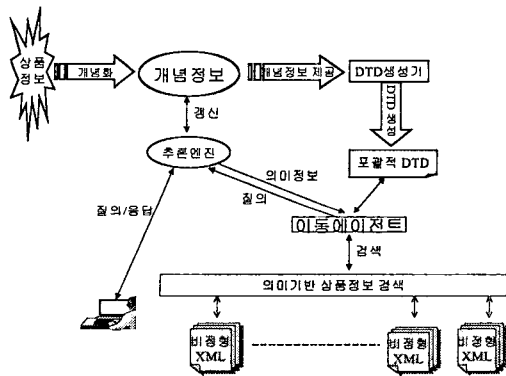 상품
정보
개념화
개념정보
개념정보 제공
DTD생성기
DTD 생성
갱신
추론엔진
포괄적 DTD
의미정보
질의
질의/응답
이동에이전트
검색
의미기반 상품정보 검색
비정형
XML
비정형
XML
비정형
XML